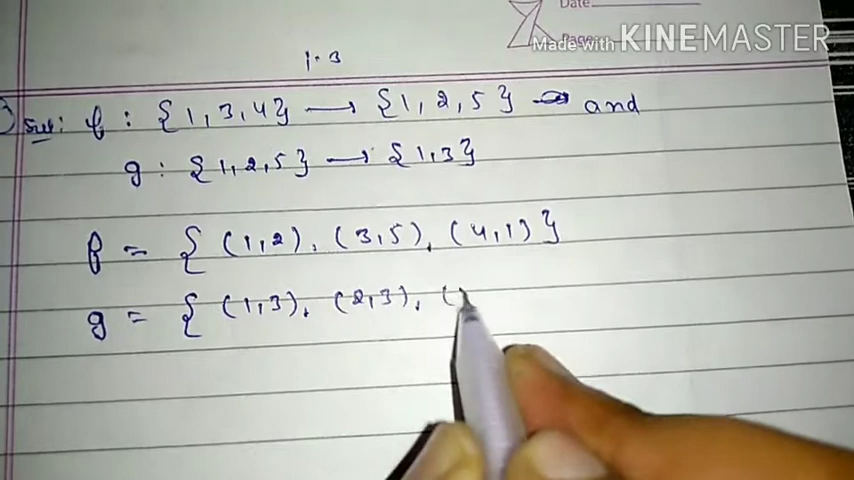 Date
Page
Made with KINEMASTER
1.3
Sol: f : {1, 3, 4} → {1, 2, 5} and
g : {1, 2, 5} → {1, 3}
f = { (1, 2), (3, 5), (4, 1) }
g = { (1, 3), (2, 3), (